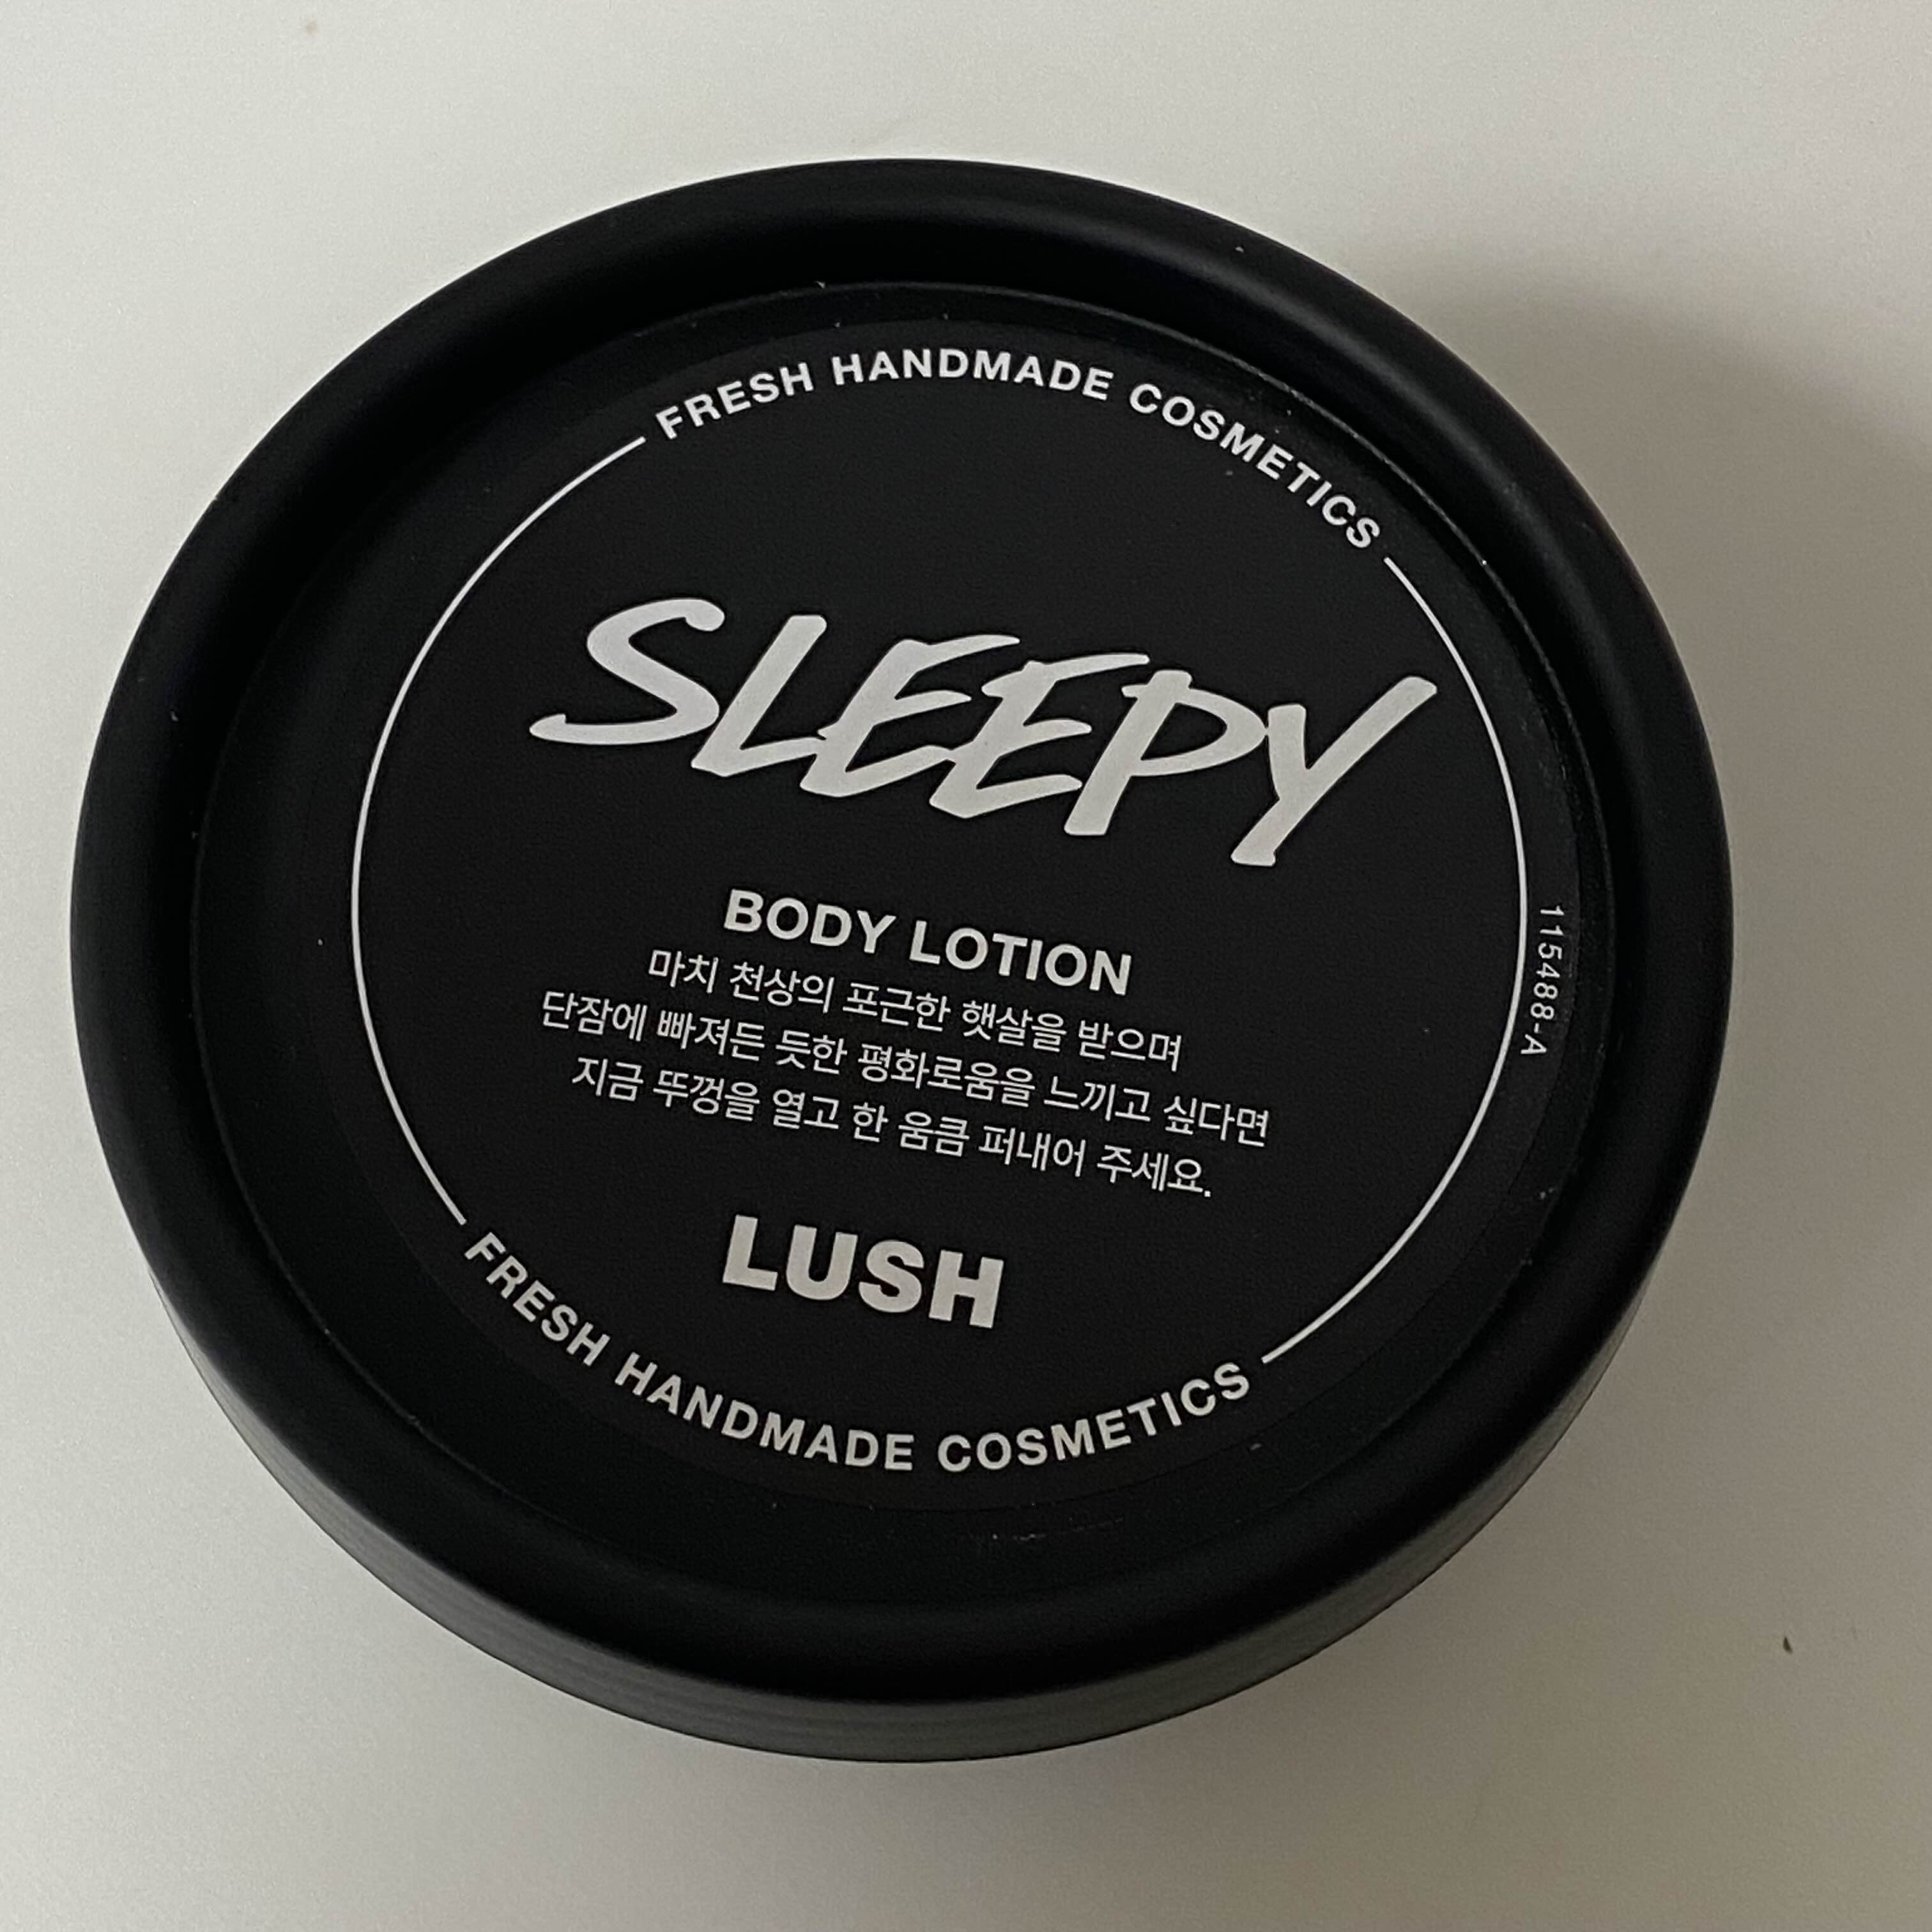 FRESH HANDMADE COSMETICS
SLEEPY
BODY LOTION
마치 천상의 포근한 햇살을 받으며
단잠에 빠져든 듯한 평화로움을 느끼고 싶다면
지금 뚜껑을 열고 한 움큼 퍼내어 주세요.
115488-A
LUSH
FRESH HANDMADE COSMETICS